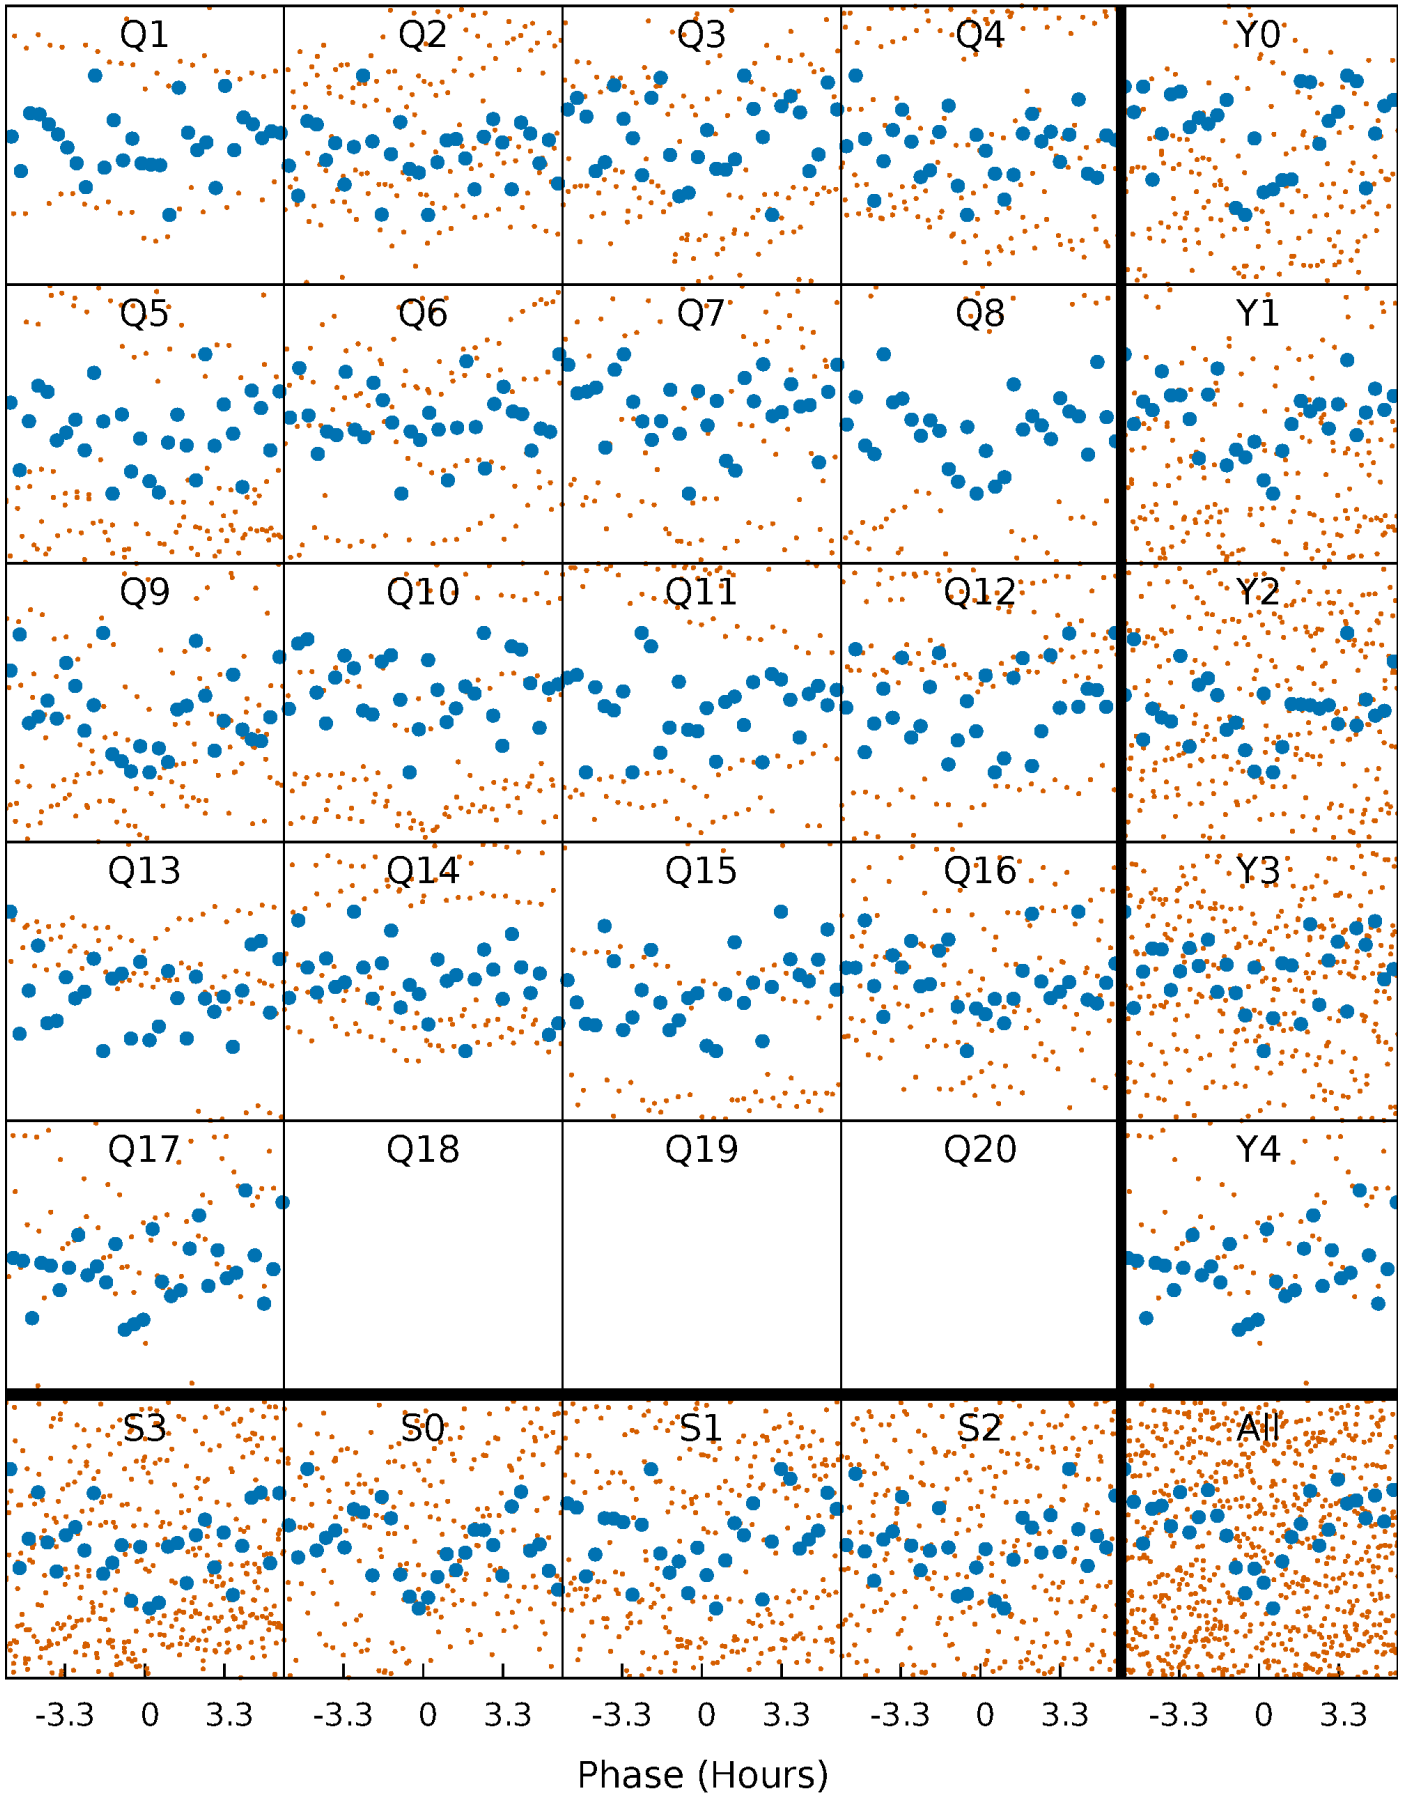 Q1 Q2 Q3 Q4 Y0
Q5 Q6 Q7 Q8 Y1
Q9 Q10 Q11 Q12 Y2
Q13 Q14 Q15 Q16 Y3
Q17 Q18 Q19 Q20 Y4
S3 S0 S1 S2 All
-3.3 0 3.3 -3.3 0 3.3 -3.3 0 3.3 -3.3 0 3.3 -3.3 0 3.3
Phase (Hours)